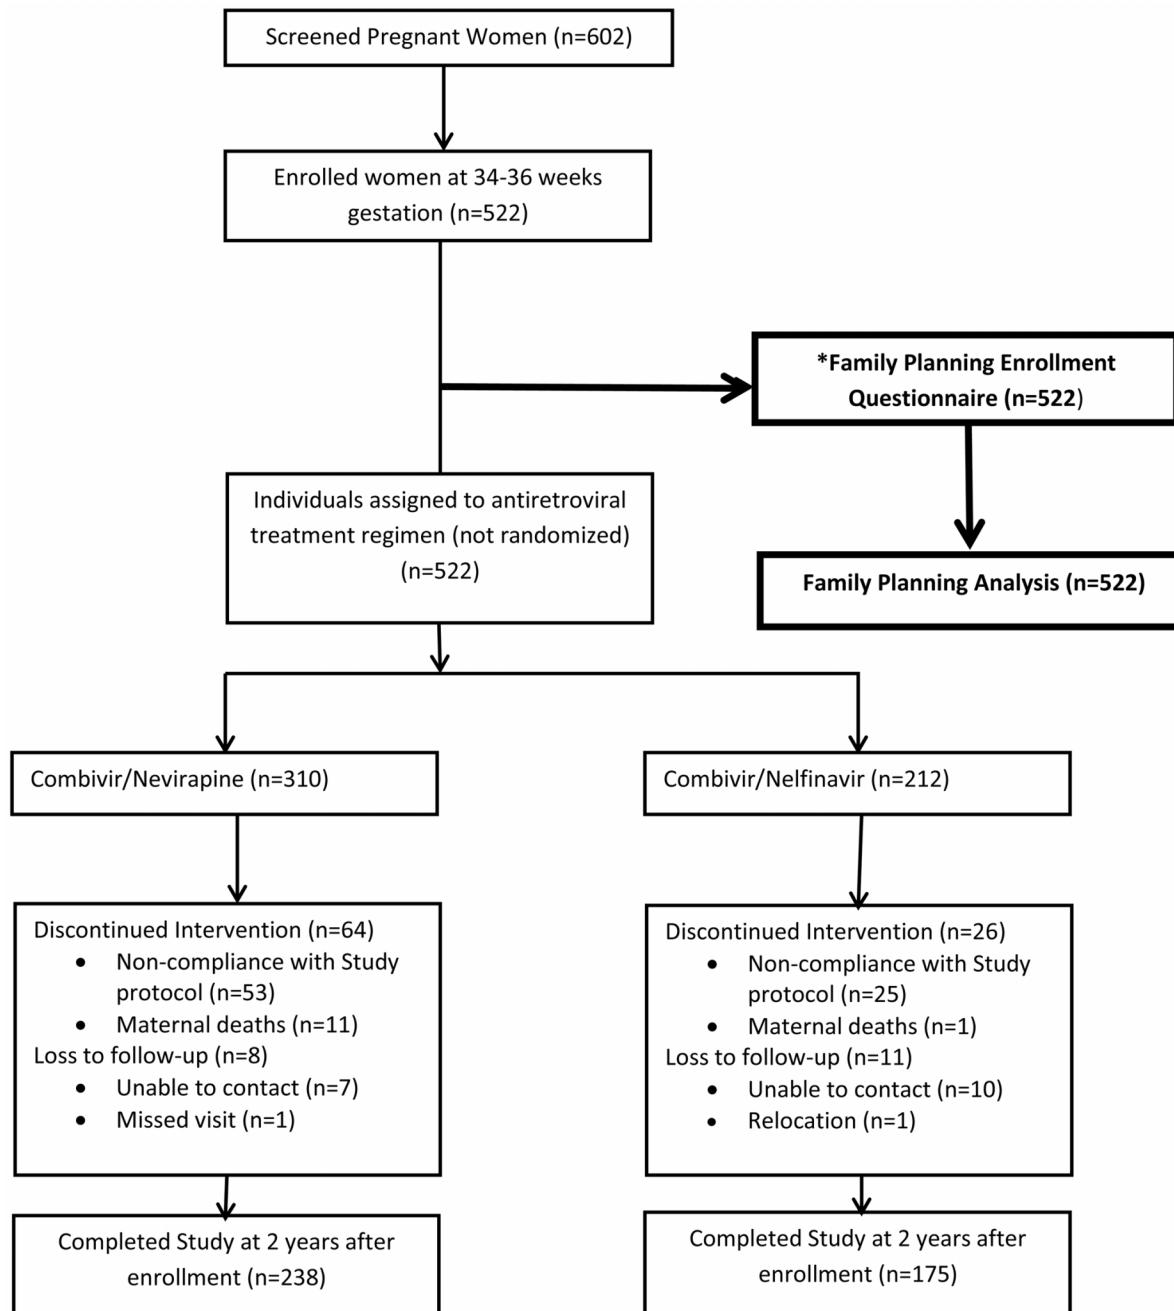 Screened Pregnant Women (n=602)
Enrolled women at 34-36 weeks
gestation (n=522)
*Family Planning Enrollment
Questionnaire (n=522)
Individuals assigned to antiretroviral
treatment regimen (not randomized)
(n=522)
Family Planning Analysis (n=522)
Combivir/Nevirapine (n=310)
Combivir/Nelfinavir (n=212)
Discontinued Intervention (n=64)
• Non-compliance with Study
protocol (n=53)
• Maternal deaths (n=11)
Loss to follow-up (n=8)
• Unable to contact (n=7)
• Missed visit (n=1)
Discontinued Intervention (n=26)
• Non-compliance with Study
protocol (n=25)
• Maternal deaths (n=1)
Loss to follow-up (n=11)
• Unable to contact (n=10)
• Relocation (n=1)
Completed Study at 2 years after
enrollment (n=238)
Completed Study at 2 years after
enrollment (n=175)